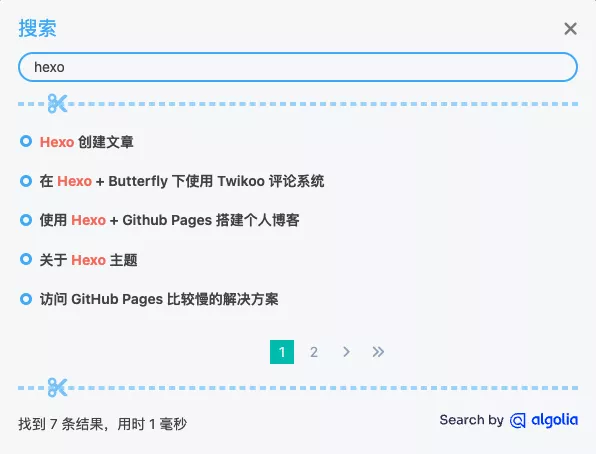 搜索
hexo
Hexo 创建文章
在 Hexo + Butterfly 下使用 Twikoo 评论系统
使用 Hexo + Github Pages 搭建个人博客
关于 Hexo 主题
访问 GitHub Pages 比较慢的解决方案
1 2
找到 7 条结果，用时 1 毫秒
Search by algolia